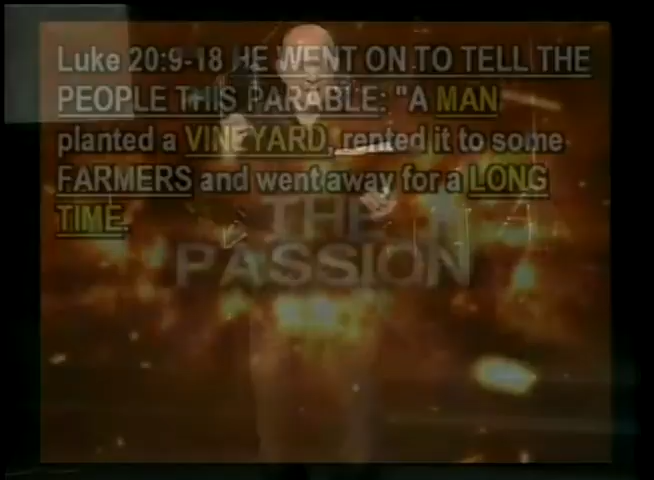 Luke 20:9-18 HE WENT ON TO TELL THE
PEOPLE THIS PARABLE: "A MAN
planted a VINEYARD, rented it to some
FARMERS and went away for a LONG
TIME.
THE
PASSION